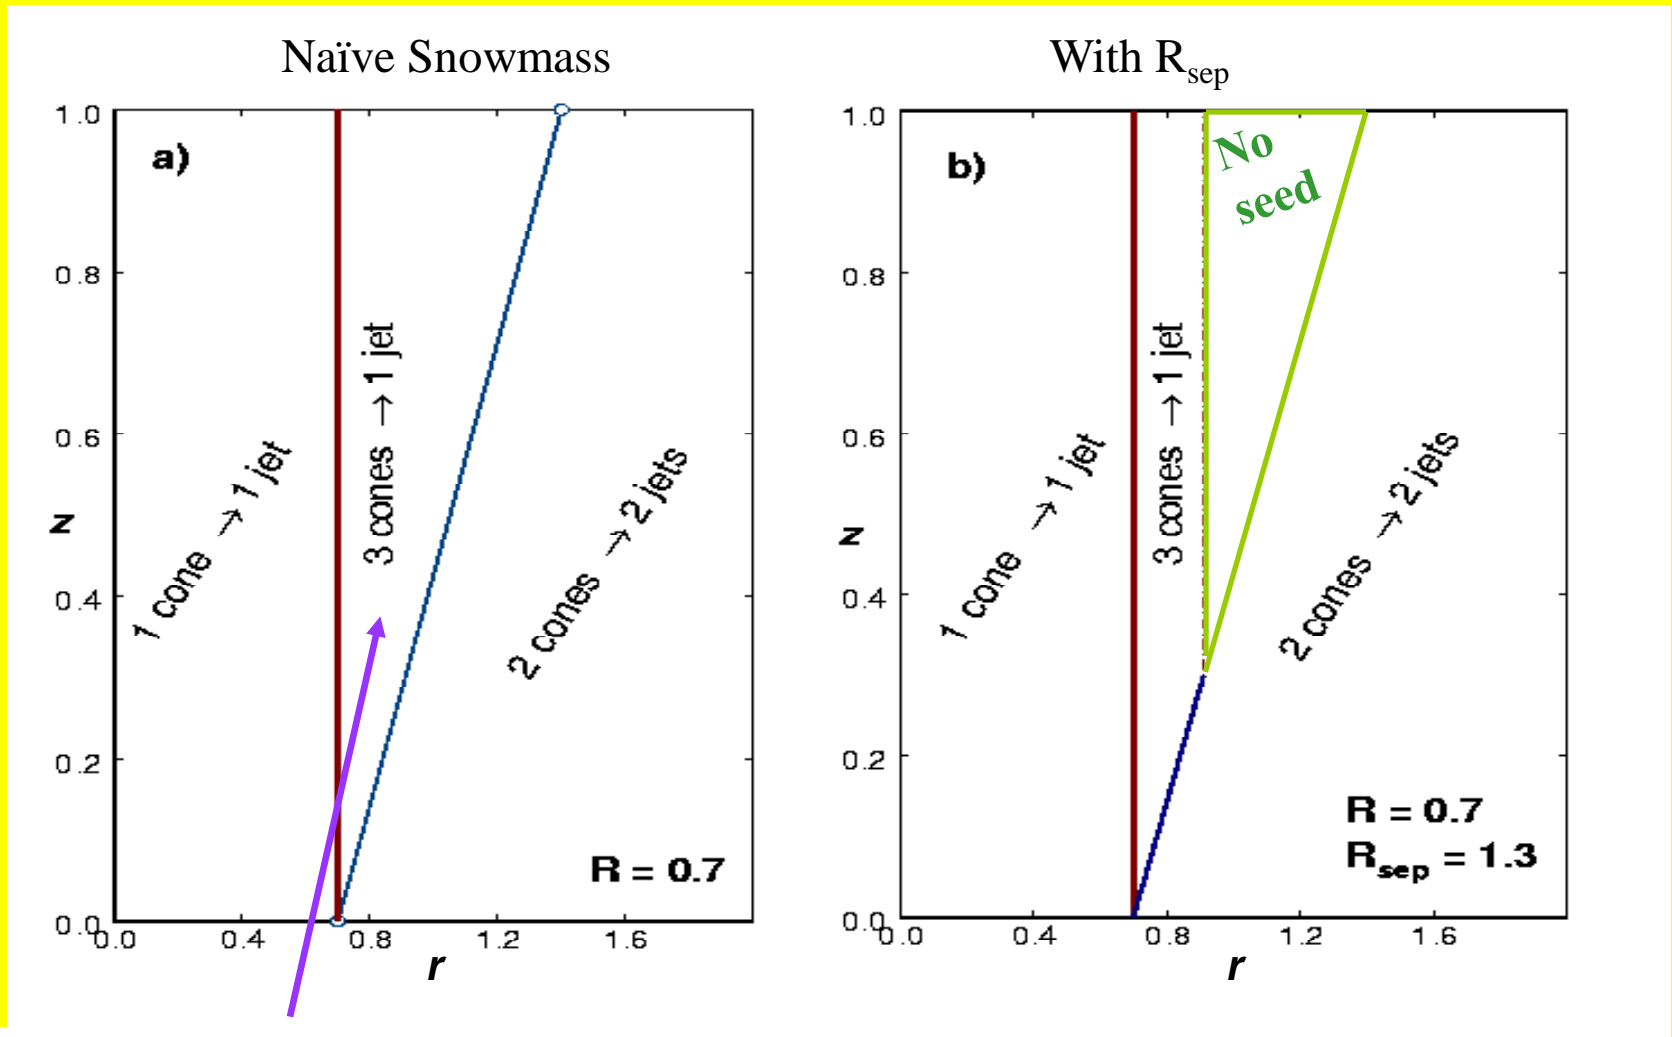 Naïve Snowmass
With Rsep
a)
1.0
0.8
0.6
0.4
0.2
0.0
z
1 cone → 1 jet
3 cones → 1 jet
2 cones → 2 jets
R = 0.7
0.0 0.4 0.8 1.2 1.6
r
b)
1.0
0.8
0.6
0.4
0.2
0.0
z
1 cone → 1 jet
3 cones → 1 jet
No
seed
2 cones → 2 jets
R = 0.7
Rsep = 1.3
0.0 0.4 0.8 1.2 1.6
r